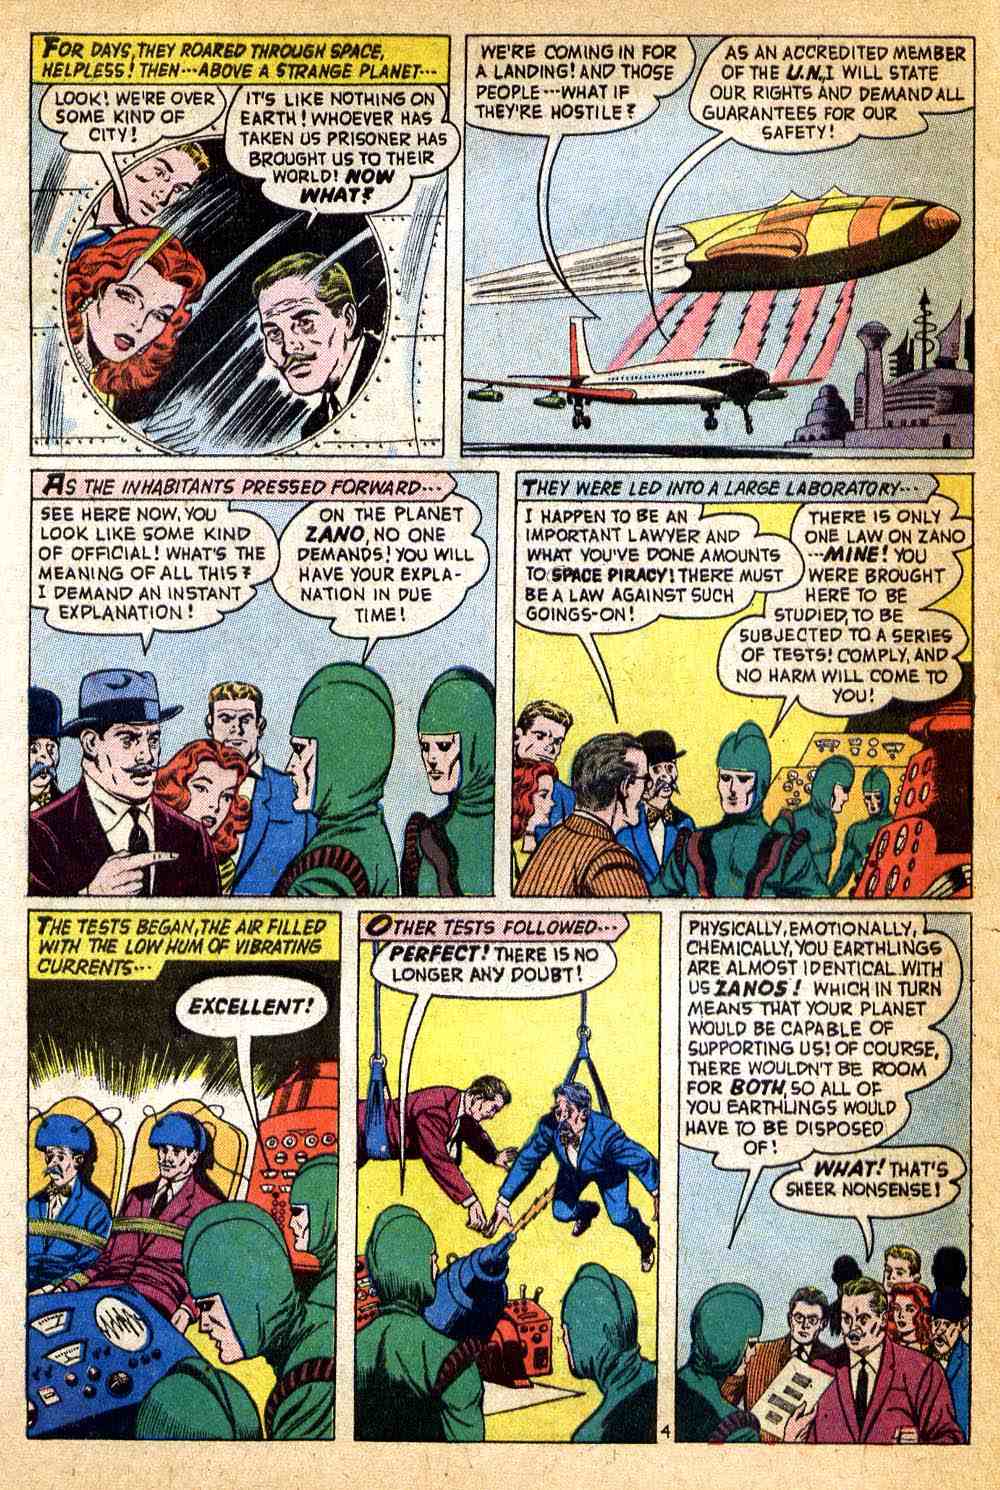 FOR DAYS, THEY ROARED THROUGH SPACE,
HELPLESS! THEN---ABOVE A STRANGE PLANET---
LOOK! WE'RE OVER
SOME KIND OF
CITY!
IT'S LIKE NOTHING ON
EARTH! WHOEVER HAS
TAKEN US PRISONER HAS
BROUGHT US TO THEIR
WORLD! NOW
WHAT?
WE'RE COMING IN FOR
A LANDING! AND THOSE
PEOPLE---WHAT IF
THEY'RE HOSTILE?
AS AN ACCREDITED MEMBER
OF THE U.N., I WILL STATE
OUR RIGHTS AND DEMAND ALL
GUARANTEES FOR OUR
SAFETY!
AS THE INHABITANTS PRESSED FORWARD---
SEE HERE NOW, YOU
LOOK LIKE SOME KIND
OF OFFICIAL! WHAT'S THE
MEANING OF ALL THIS?
I DEMAND AN INSTANT
EXPLANATION!
ON THE PLANET
ZANO, NO ONE
DEMANDS! YOU WILL
HAVE YOUR EXPLA-
NATION IN DUE
TIME!
THEY WERE LED INTO A LARGE LABORATORY---
I HAPPEN TO BE AN
IMPORTANT LAWYER AND
WHAT YOU'VE DONE AMOUNTS
TO SPACE PIRACY! THERE MUST
BE A LAW AGAINST SUCH
GOINGS-ON!
THERE IS ONLY
ONE LAW ON ZANO
---MINE! YOU
WERE BROUGHT
HERE TO BE
STUDIED, TO BE
SUBJECTED TO A SERIES
OF TESTS! COMPLY, AND
NO HARM WILL COME TO
YOU!
THE TESTS BEGAN, THE AIR FILLED
WITH THE LOW HUM OF VIBRATING
CURRENTS---
EXCELLENT!
OTHER TESTS FOLLOWED---
PERFECT! THERE IS NO
LONGER ANY DOUBT!
PHYSICALLY, EMOTIONALLY,
CHEMICALLY, YOU EARTHLINGS
ARE ALMOST IDENTICAL WITH
US ZANOS! WHICH IN TURN
MEANS THAT YOUR PLANET
WOULD BE CAPABLE OF
SUPPORTING US! OF COURSE,
THERE WOULDN'T BE ROOM
FOR BOTH, SO ALL OF
YOU EARTHLINGS WOULD
HAVE TO BE DISPOSED
OF!
WHAT! THAT'S
SHEER NONSENSE!
4